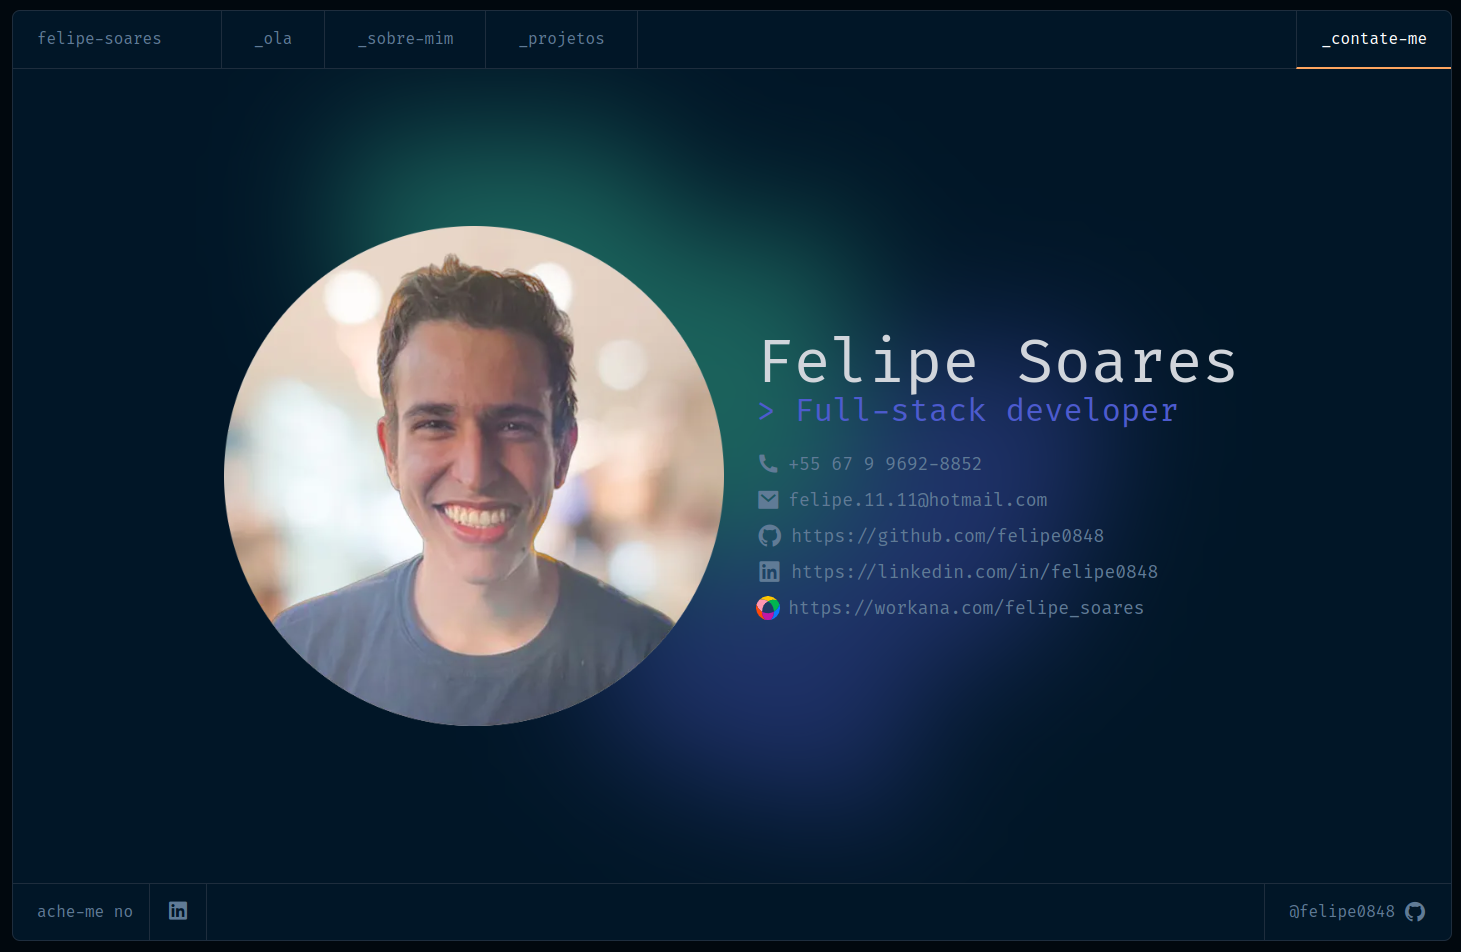 felipe-soares
_ola
_sobre-mim
_projetos
_contate-me
Felipe Soares
> Full-stack developer
+55 67 9 9692-8852
felipe.11.11@hotmail.com
https://github.com/felipe0848
https://linkedin.com/in/felipe0848
https://workana.com/felipe_soares
ache-me no
@felipe0848